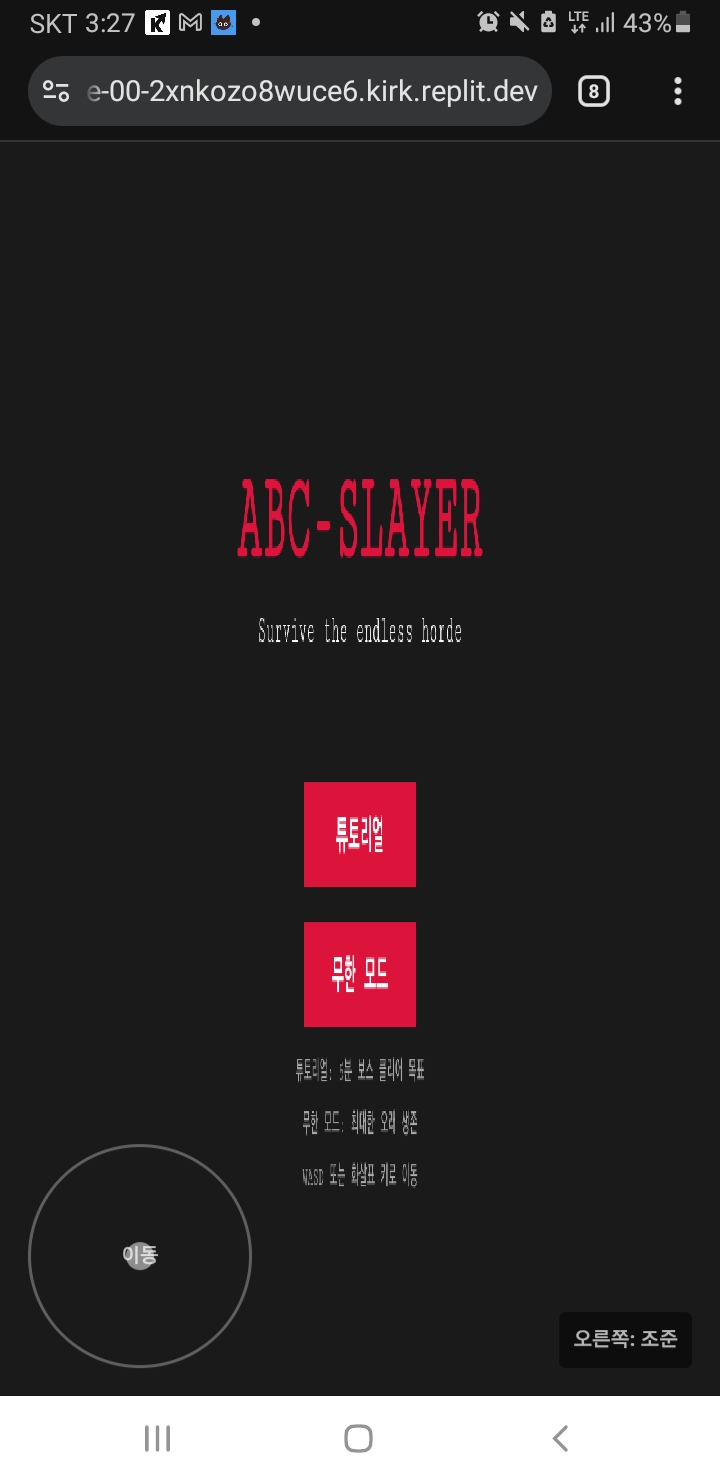 SKT 3:27 LTE 43%
e-00-2xnkozo8wuce6.kirk.replit.dev 8
ABC-SLAYER
Survive the endless horde
튜토리얼
무한 모드
튜토리얼: 5분 보스 클리어 목표
무한 모드: 최대한 오래 생존
WASD 또는 화살표 키로 이동
이동
오른쪽: 조준